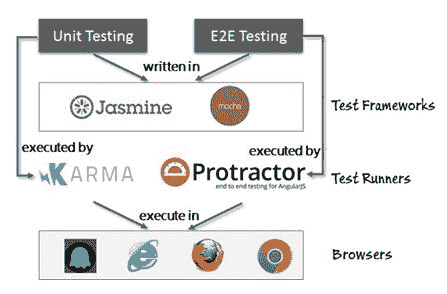 Unit Testing
E2E Testing
written in
Jasmine
mocha
Test Frameworks
executed by
executed by
KARMA
Protractor
end to end testing for AngularJS
Test Runners
execute in
Browsers